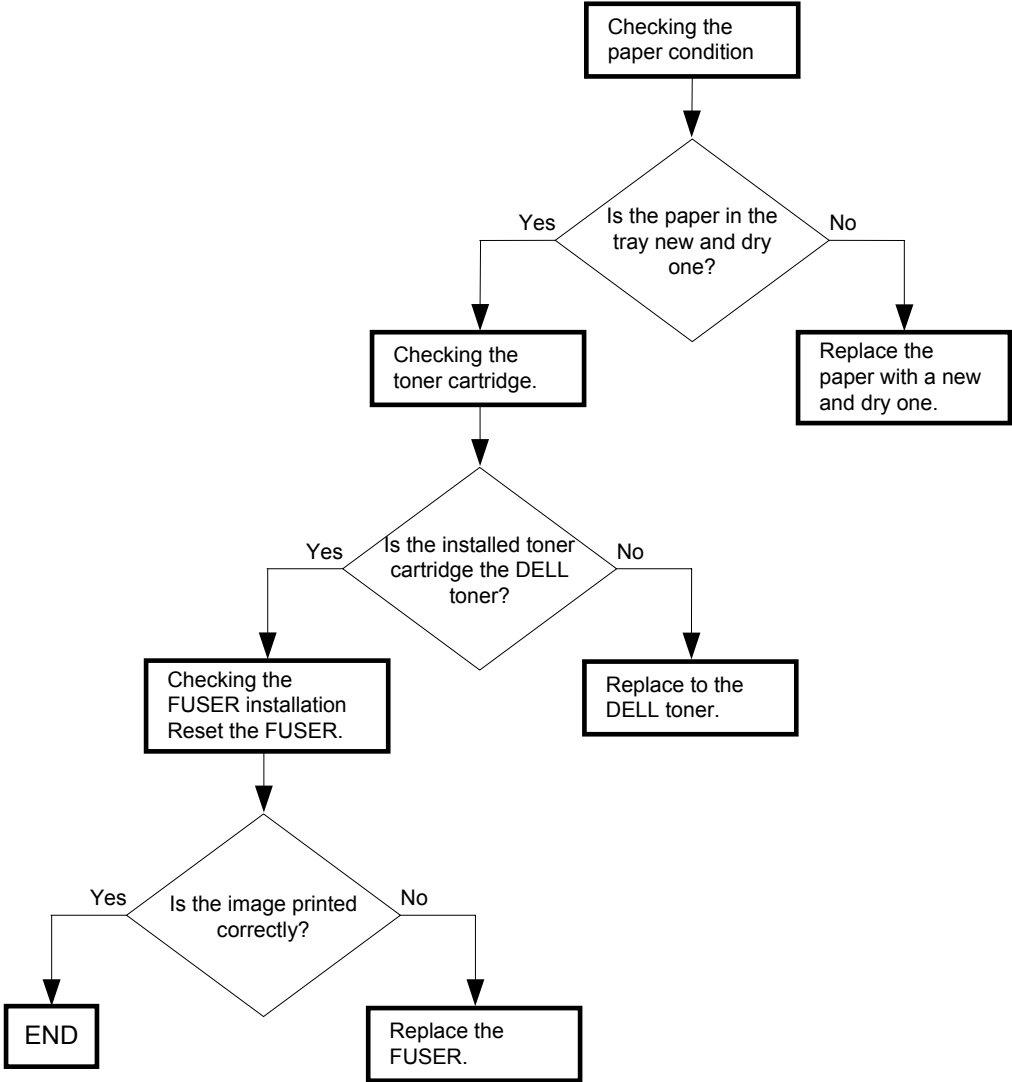 Checking the
paper condition
Is the paper in the
tray new and dry
one?
Yes
No
Checking the
toner cartridge.
Replace the
paper with a new
and dry one.
Is the installed toner
cartridge the DELL
toner?
Yes
No
Checking the
FUSER installation
Reset the FUSER.
Replace to the
DELL toner.
Is the image printed
correctly?
Yes
No
END
Replace the
FUSER.